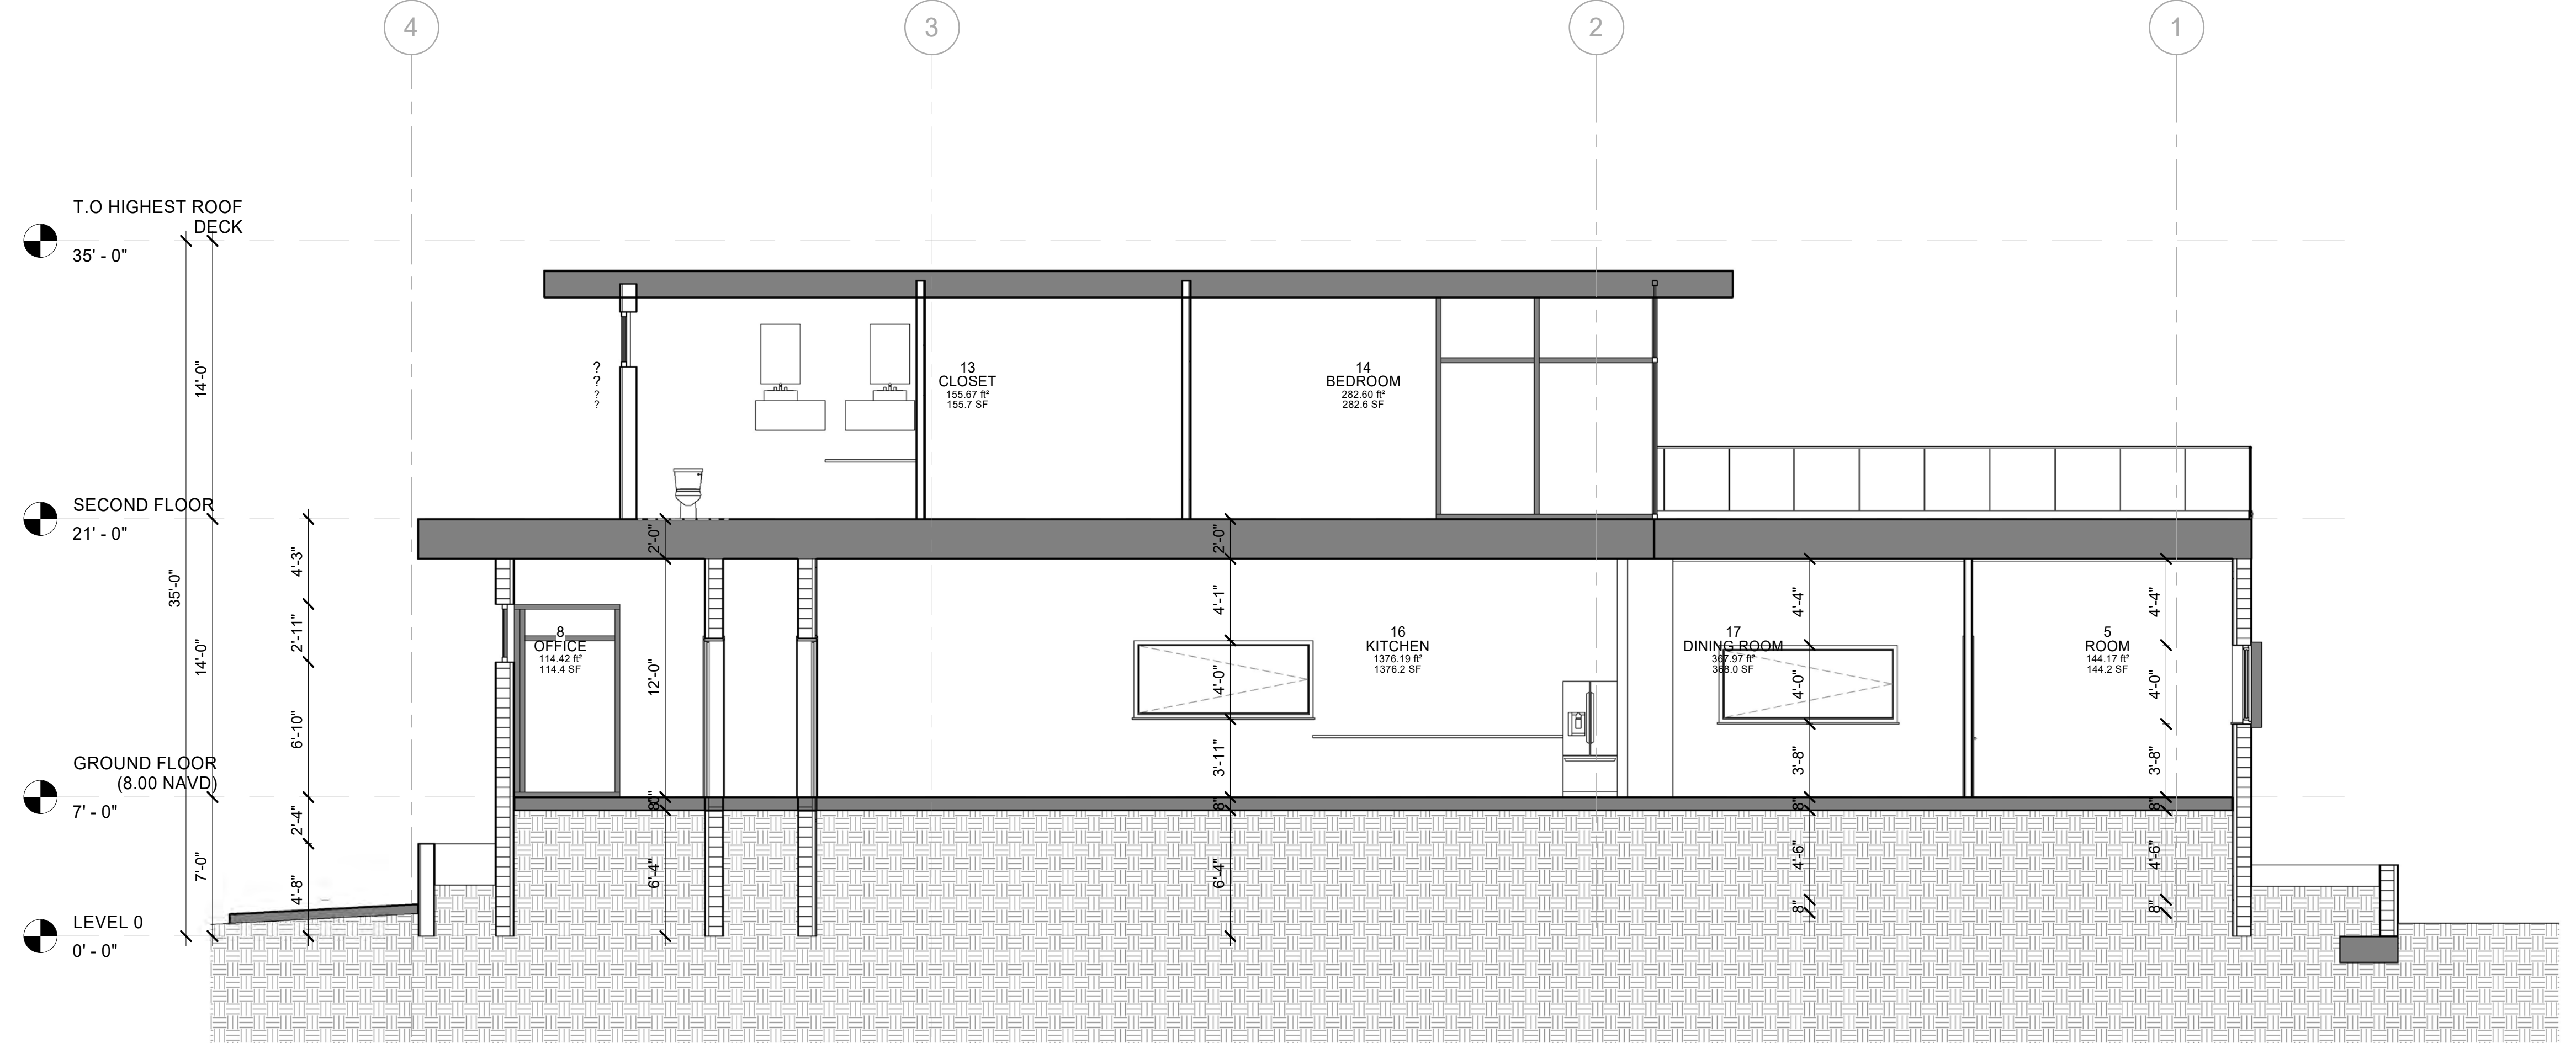 4
3
2
1
T.O HIGHEST ROOF
DECK
35' - 0"
SECOND FLOOR
21' - 0"
GROUND FLOOR
(8.00 NAVD)
7' - 0"
LEVEL 0
0' - 0"
35'-0"
14'-0"
14'-0"
7'-0"
4'-3"
2'-11"
6'-10"
2'-4"
4'-8"
?
?
?
?
13
CLOSET
155.67 ft²
155.7 SF
14
BEDROOM
282.60 ft²
282.6 SF
8
OFFICE
114.42 ft²
114.4 SF
2'-0"
12'-0"
8"
6'-4"
2'-0"
4'-1"
4'-0"
3'-11"
8"
6'-4"
16
KITCHEN
1376.19 ft²
1376.2 SF
17
DINING ROOM
367.97 ft²
368.0 SF
4'-4"
4'-0"
3'-8"
8"
4'-6"
8"
5
ROOM
144.17 ft²
144.2 SF
4'-4"
4'-0"
3'-8"
8"
4'-6"
8"